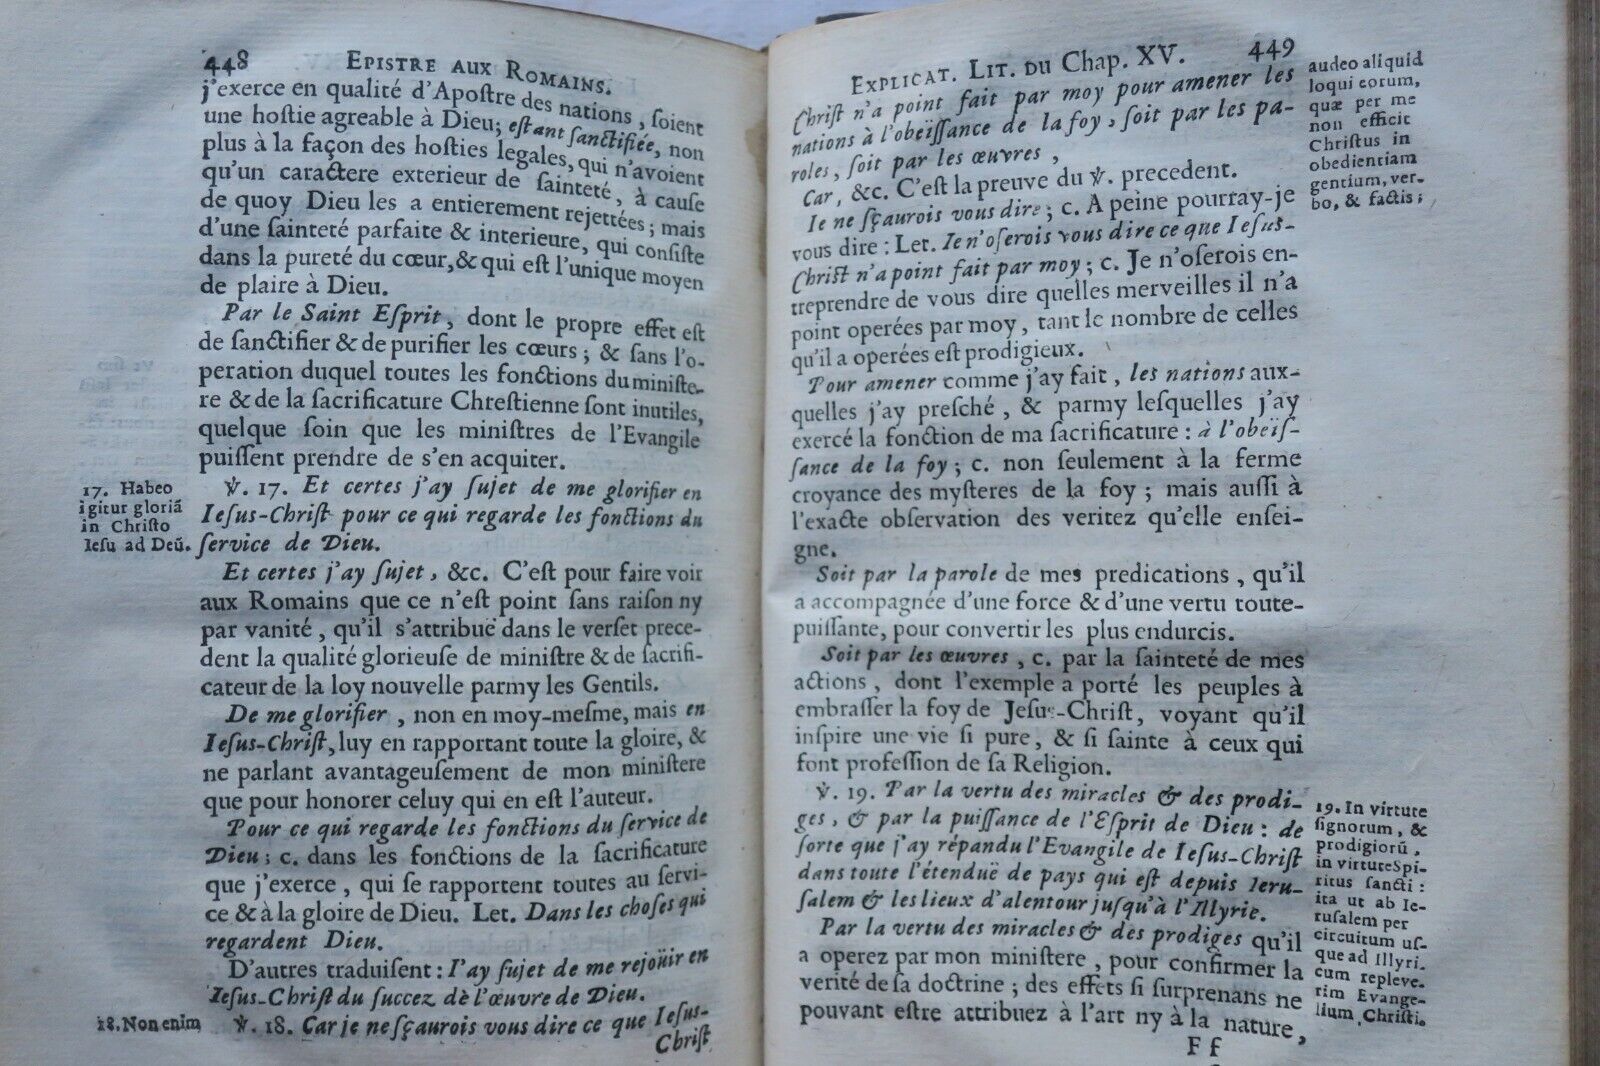 448 EPISTRE AUX ROMAINS.
j'exerce en qualité d'Apoſtre des nations, ſoient
une hoſtie agreable à Dieu; eſtant ſanctifiée, non
plus à la façon des hoſties legales, qui n'avoient
qu'un caractere exterieur de ſainteté, à cauſe
de quoy Dieu les a entierement rejettées; mais
d'une ſainteté parfaite & interieure, qui conſiſte
dans la pureté du cœur, & qui eſt l'unique moyen
de plaire à Dieu.
Par le Saint Eſprit, dont le propre effet eſt
de ſanctifier & de purifier les cœurs; & ſans l'o-
peration duquel toutes les fonctions du miniſte-
re & de la ſacrificature Chreſtienne ſont inutiles,
quelque ſoin que les miniſtres de l'Evangile
puiſſent prendre de s'en acquiter.
℣. 17. Et certes j'ay ſujet de me glorifier en
Ieſus-Chriſt pour ce qui regarde les fonctions du
ſervice de Dieu.
17. Habeo
igitur gloriã
in Chriſto
Ieſu ad Deũ.
Et certes j'ay ſujet, &c. C'eſt pour faire voir
aux Romains que ce n'eſt point ſans raiſon ny
par vanité, qu'il s'attribuë dans le verſet prece-
dent la qualité glorieuſe de miniſtre & de ſacrifi-
cateur de la loy nouvelle parmy les Gentils.
De me glorifier, non en moy-meſme, mais en
Ieſus-Chriſt, luy en rapportant toute la gloire, &
ne parlant avantageuſement de mon miniſtere
que pour honorer celuy qui en eſt l'auteur.
Pour ce qui regarde les fonctions du ſervice de
Dieu; c. dans les fonctions de la ſacrificature
que j'exerce, qui ſe rapportent toutes au ſervi-
ce & à la gloire de Dieu. Let. Dans les choſes qui
regardent Dieu.
D'autres traduiſent: I'ay ſujet de me rejoüir en
Ieſus-Chriſt du ſuccez dè l'œuvre de Dieu.
18. Non enim
℣. 18. Car je ne ſçaurois vous dire ce que Ieſus-
Chriſt
EXPLICAT. LIT. DU Chap. XV. 449
Chriſt n'a point fait par moy pour amener les
nations à l'obeïſſance de la foy, ſoit par les pa-
roles, ſoit par les œuvres,
Car, &c. C'eſt la preuve du ℣. precedent.
Ie ne ſçaurois vous dire; c. A peine pourray-je
vous dire: Let. Ie n'oſerois vous dire ce que Ieſus-
Chriſt n'a point fait par moy; c. Je n'oſerois en-
treprendre de vous dire quelles merveilles il n'a
point operées par moy, tant le nombre de celles
qu'il a operées eſt prodigieux.
audeo aliquid
loqui eorum,
quæ per me
non efficit
Chriſtus in
obedientiam
gentium, ver-
bo, & factis;
Pour amener comme j'ay fait, les nations aux-
quelles j'ay preſché, & parmy leſquelles j'ay
exercé la fonction de ma ſacrificature: à l'obeïſ-
ſance de la foy; c. non ſeulement à la ferme
croyance des myſteres de la foy; mais auſſi à
l'exacte obſervation des veritez qu'elle enſei-
gne.
Soit par la parole de mes predications, qu'il
a accompagnée d'une force & d'une vertu toute-
puiſſante, pour convertir les plus endurcis.
Soit par les œuvres, c. par la ſainteté de mes
actions, dont l'exemple a porté les peuples à
embraſſer la foy de Jeſus-Chriſt, voyant qu'il
inſpire une vie ſi pure, & ſi ſainte à ceux qui
font profeſſion de ſa Religion.
℣. 19. Par la vertu des miracles & des prodi-
ges, & par la puiſſance de l'Eſprit de Dieu: de
ſorte que j'ay répandu l'Evangile de Ieſus-Chriſt
dans toute l'étenduë de pays qui eſt depuis Ieru-
ſalem & les lieux d'alentour juſqu'à l'Illyrie.
Par la vertu des miracles & des prodiges qu'il
a operez par mon miniſtere, pour confirmer la
verité de ſa doctrine; des effets ſi ſurprenans ne
pouvant eſtre attribuez à l'art ny à la nature,
19. In virtute
ſignorum, &
prodigiorũ,
in virtute Spi-
ritus ſancti:
ita ut ab Ie-
ruſalem per
circuitum uſ-
que ad Illyri-
cum repleve-
rim Evange-
lium Chriſti.
F f